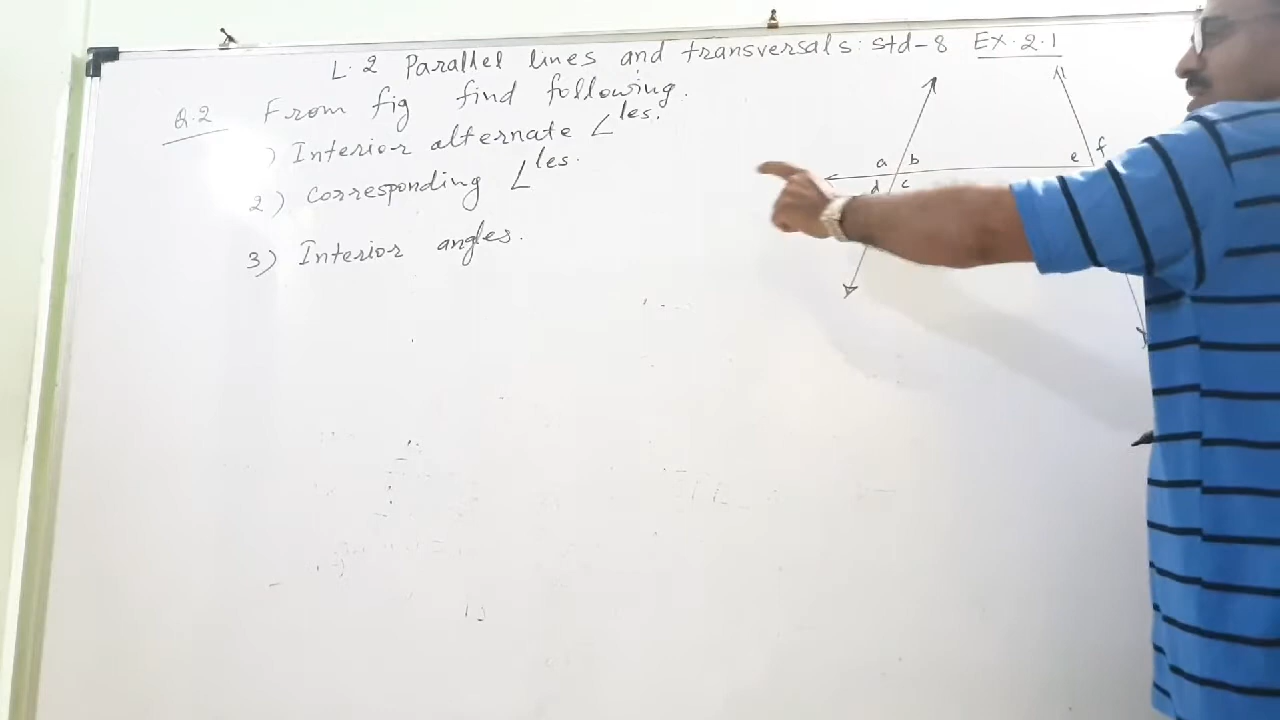 L.2 Parallel lines and transversals: Std-8 EX.2.1
Q.2 From fig find following.
1) Interior alternate ∠les.
2) Corresponding ∠les.
3) Interior angles.
a b
d c
e f